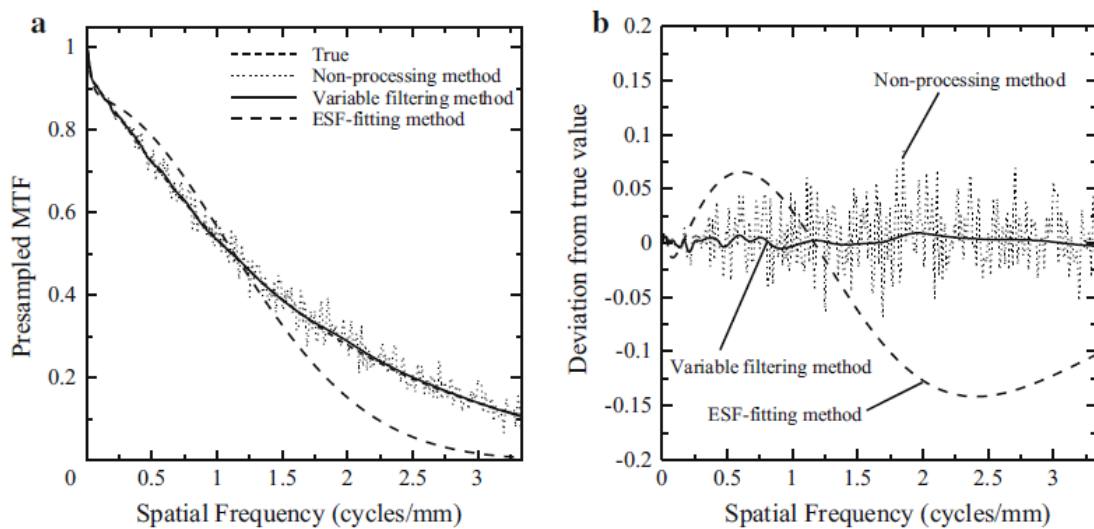 a
Presampled MTF
1
0.8
0.6
0.4
0.2
0 0.5 1 1.5 2 2.5 3
Spatial Frequency (cycles/mm)
True
Non-processing method
Variable filtering method
ESF-fitting method
b
Deviation from true value
0.2
0.15
0.1
0.05
0
-0.05
-0.1
-0.15
-0.2
0 0.5 1 1.5 2 2.5 3
Spatial Frequency (cycles/mm)
Non-processing method
Variable filtering method
ESF-fitting method